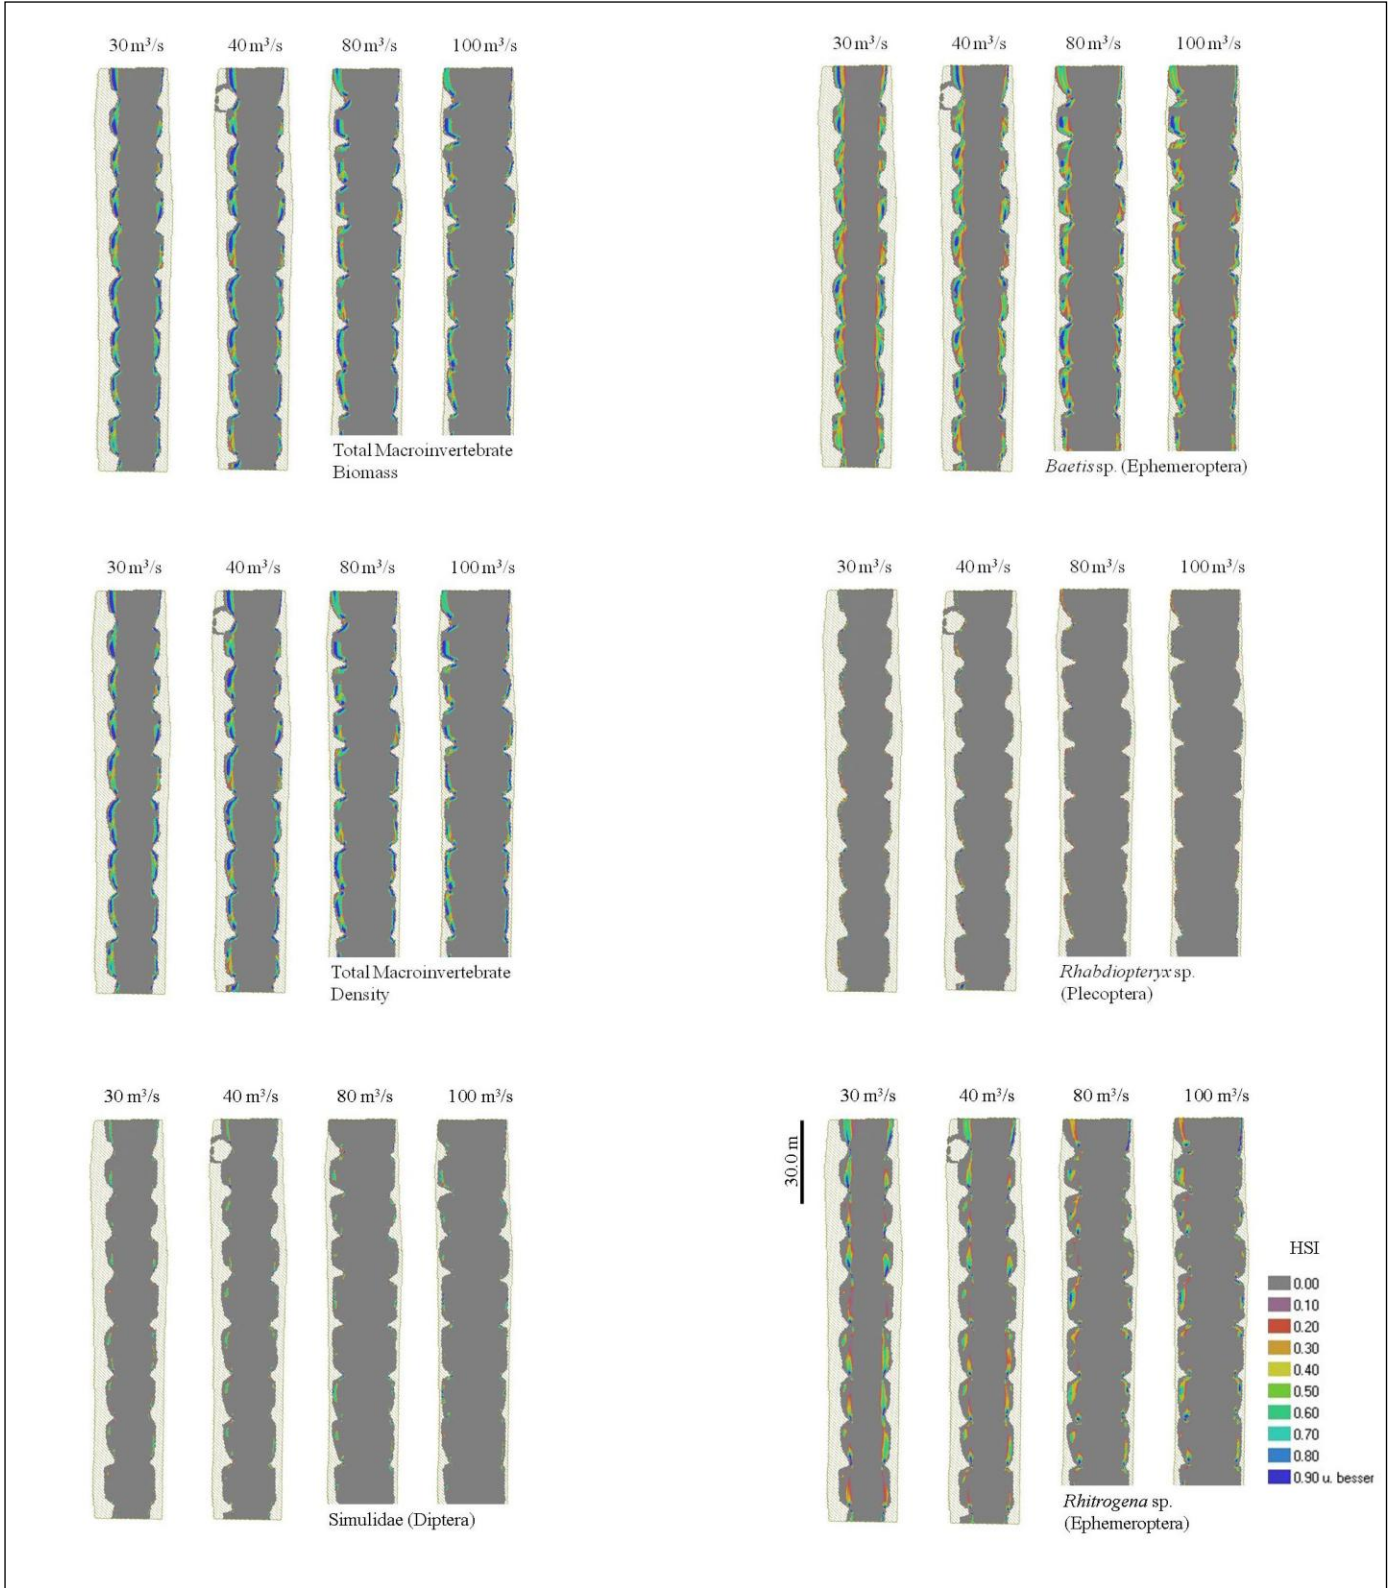 30 m³/s 40 m³/s 80 m³/s 100 m³/s
Total Macroinvertebrate
Biomass
30 m³/s 40 m³/s 80 m³/s 100 m³/s
Baetis sp. (Ephemeroptera)
30 m³/s 40 m³/s 80 m³/s 100 m³/s
Total Macroinvertebrate
Density
30 m³/s 40 m³/s 80 m³/s 100 m³/s
Rhabdiopteryx sp.
(Plecoptera)
30 m³/s 40 m³/s 80 m³/s 100 m³/s
Simulidae (Diptera)
30 m³/s 40 m³/s 80 m³/s 100 m³/s
30.0 m
Rhitrogena sp.
(Ephemeroptera)
HSI
0.00
0.10
0.20
0.30
0.40
0.50
0.60
0.70
0.80
0.90 u. besser